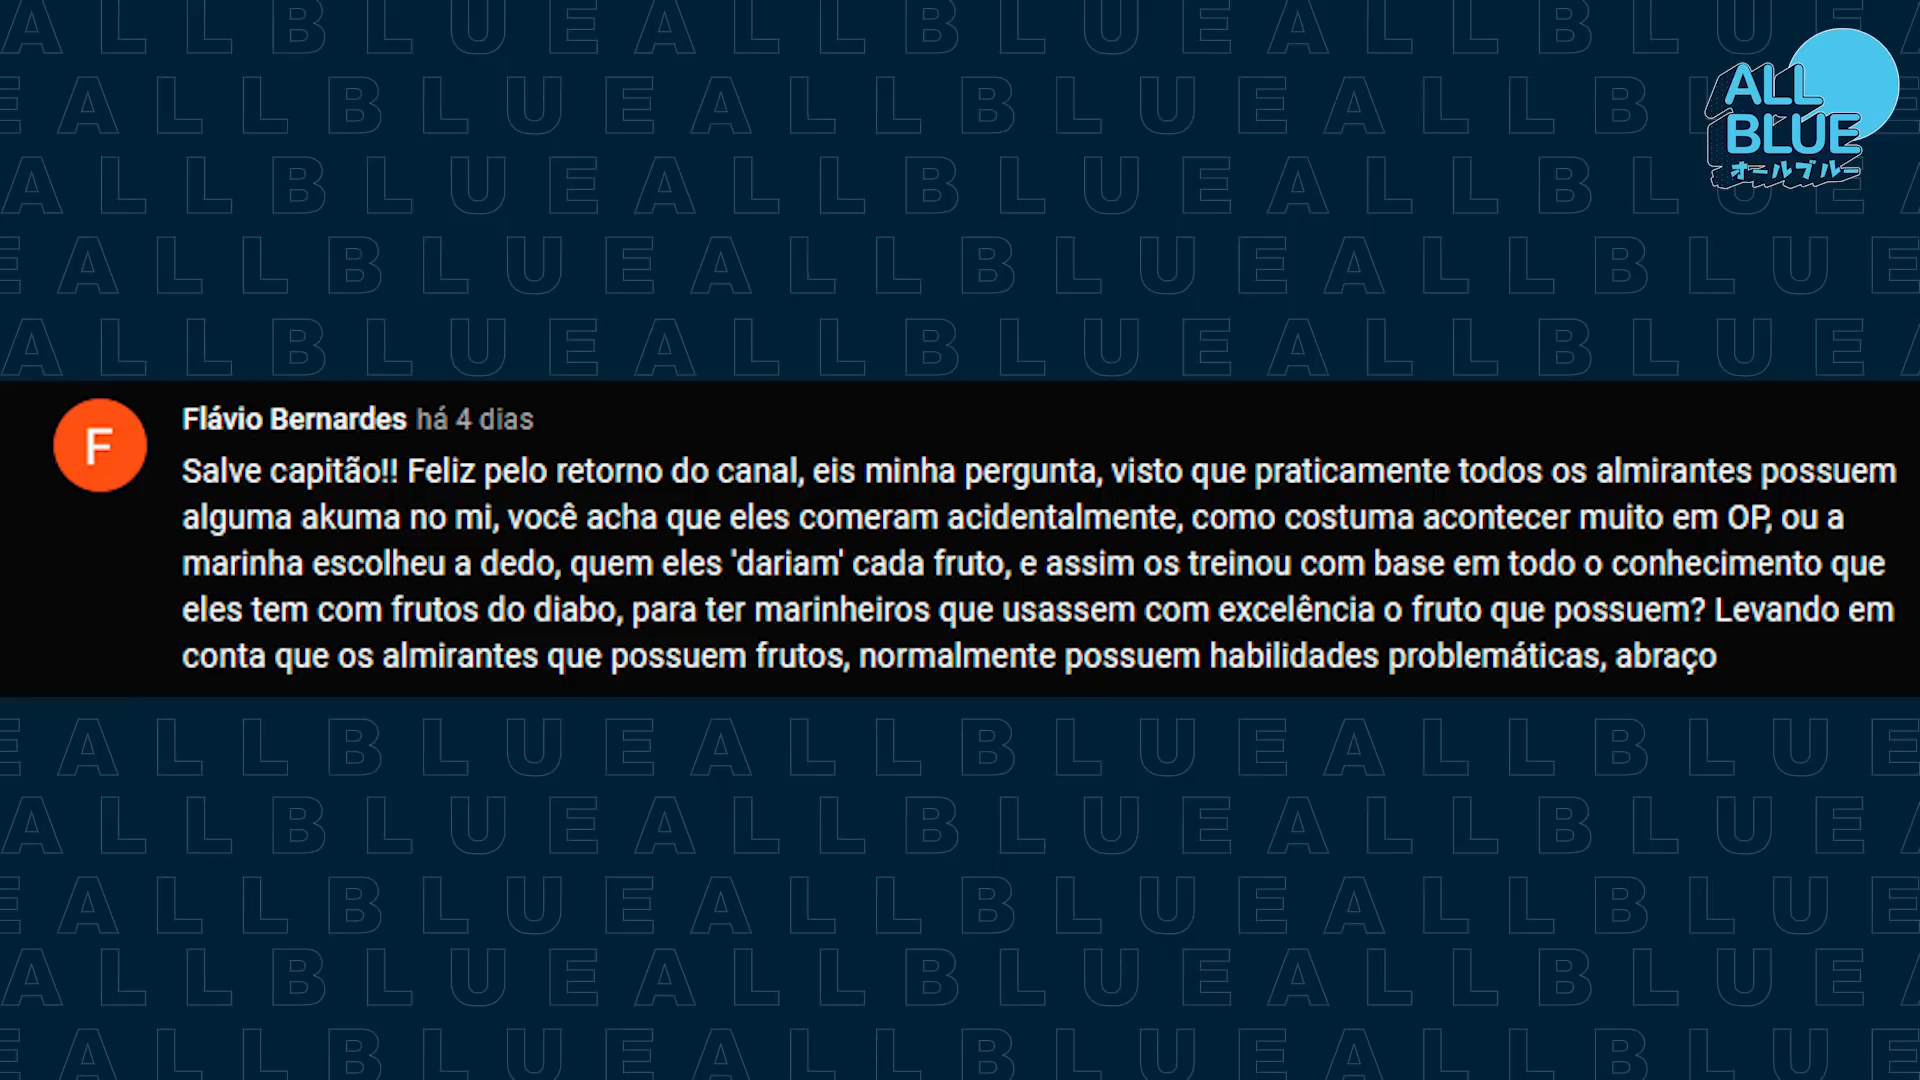 ALL
BLUE
オールブルー
Flávio Bernardes há 4 dias
Salve capitão!! Feliz pelo retorno do canal, eis minha pergunta, visto que praticamente todos os almirantes possuem
alguma akuma no mi, você acha que eles comeram acidentalmente, como costuma acontecer muito em OP, ou a
marinha escolheu a dedo, quem eles 'dariam' cada fruto, e assim os treinou com base em todo o conhecimento que
eles tem com frutos do diabo, para ter marinheiros que usassem com excelência o fruto que possuem? Levando em
conta que os almirantes que possuem frutos, normalmente possuem habilidades problemáticas, abraço
F